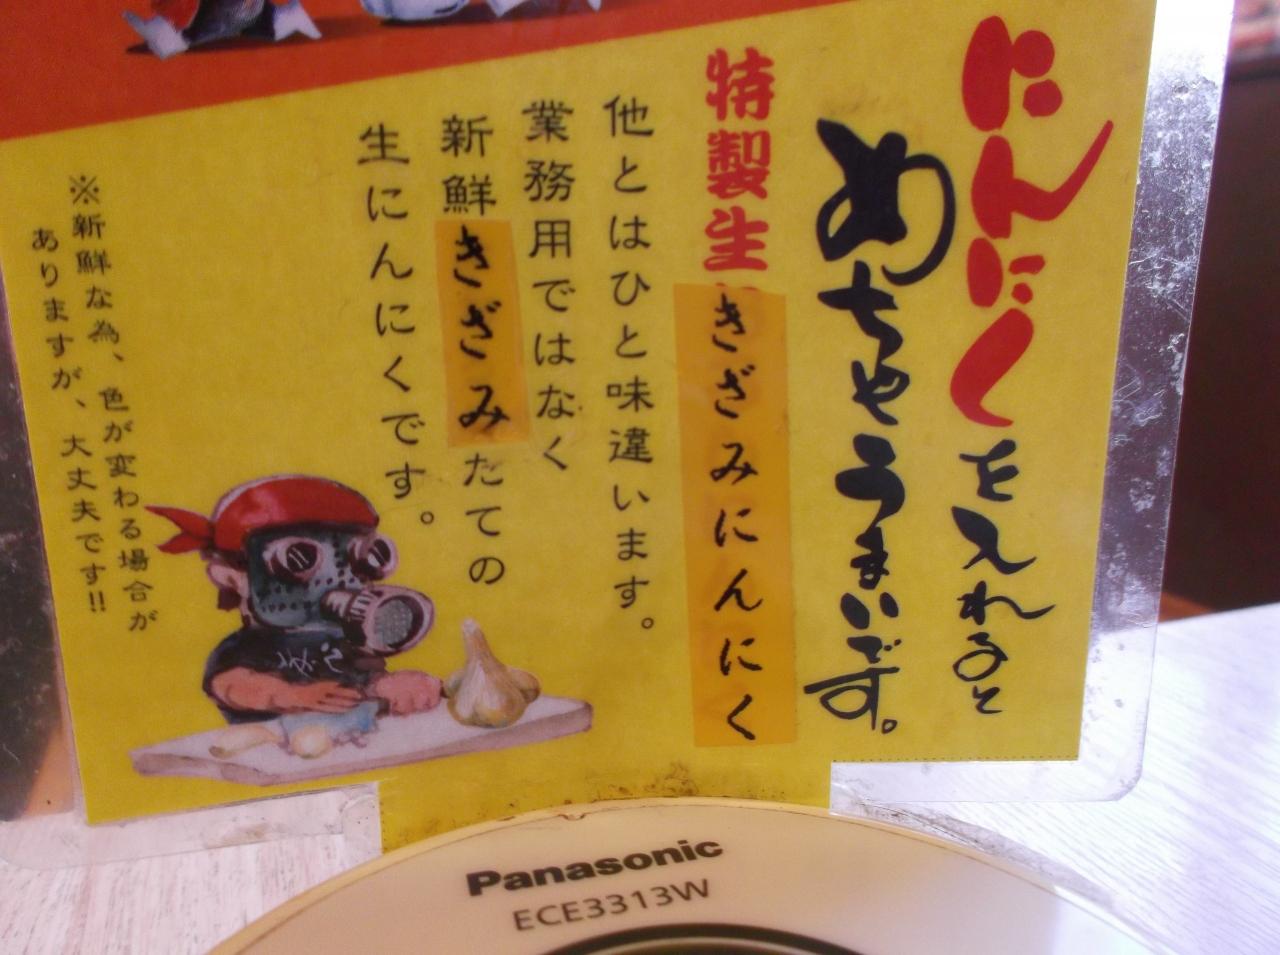 にんにくを入れると
めちゃうまいです。
特製生きざみにんにく
他とはひと味違います。
業務用ではなく
新鮮きざみたての
生にんにくです。
※新鮮な為、色が変わる場合が
ありますが、大丈夫です!!
Panasonic
ECE3313W